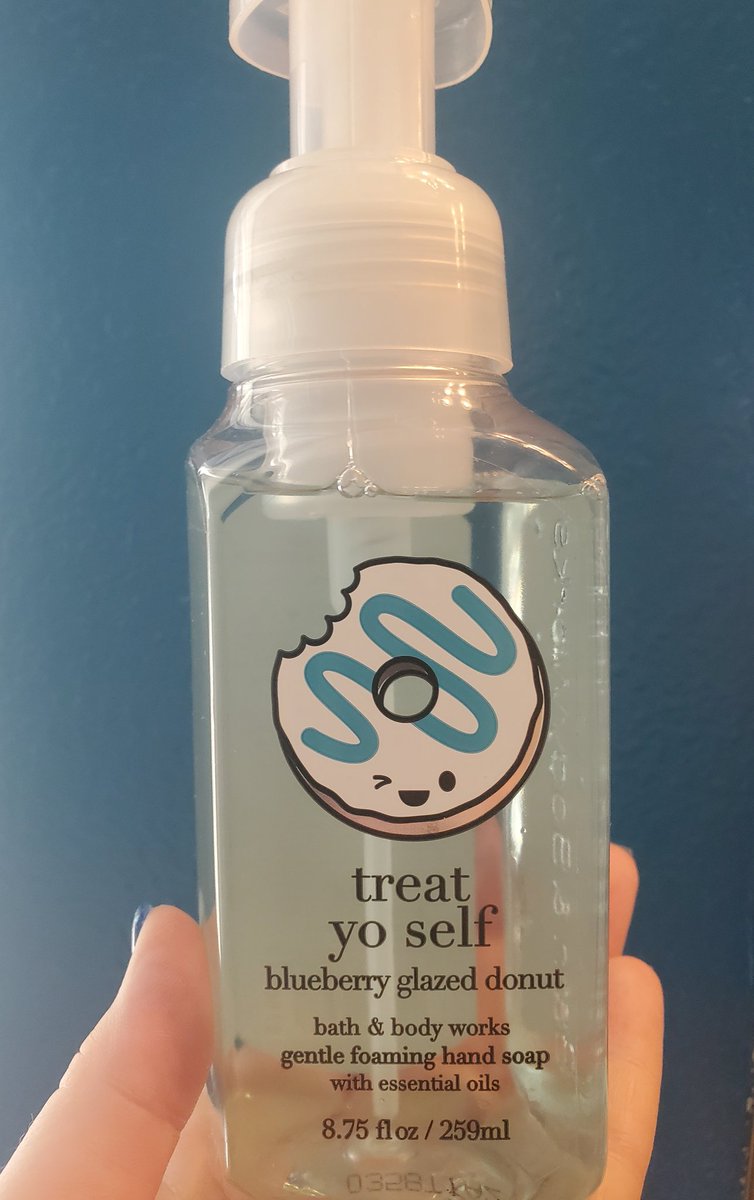 treat
yo self
blueberry glazed donut
bath & body works
gentle foaming hand soap
with essential oils
8.75 fl oz / 259ml